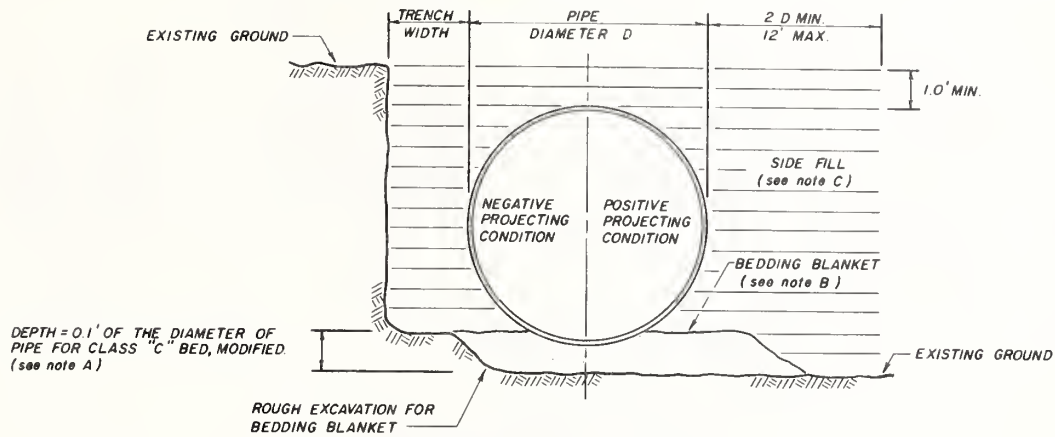 TRENCH
WIDTH
PIPE
DIAMETER D
2 D MIN.
12' MAX.
EXISTING GROUND
1.0' MIN.
SIDE FILL
(see note C)
NEGATIVE
PROJECTING
CONDITION
POSITIVE
PROJECTING
CONDITION
BEDDING BLANKET
(see note B)
DEPTH = 0.1' OF THE DIAMETER OF
PIPE FOR CLASS "C" BED, MODIFIED.
(see note A)
EXISTING GROUND
ROUGH EXCAVATION FOR
BEDDING BLANKET